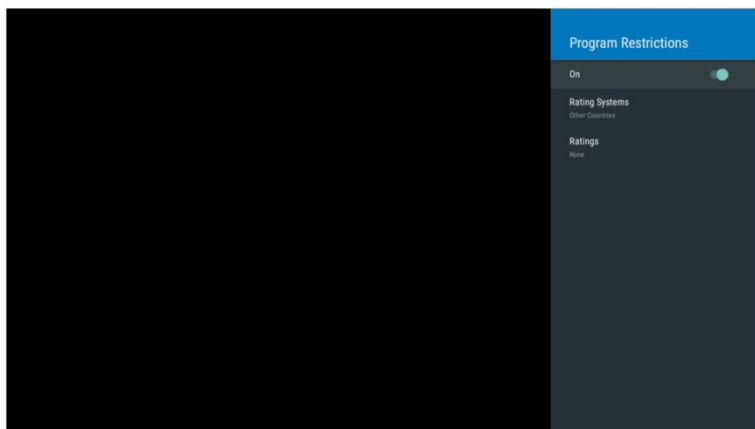 Program Restrictions
On
Rating Systems
Other Countries
Ratings
None